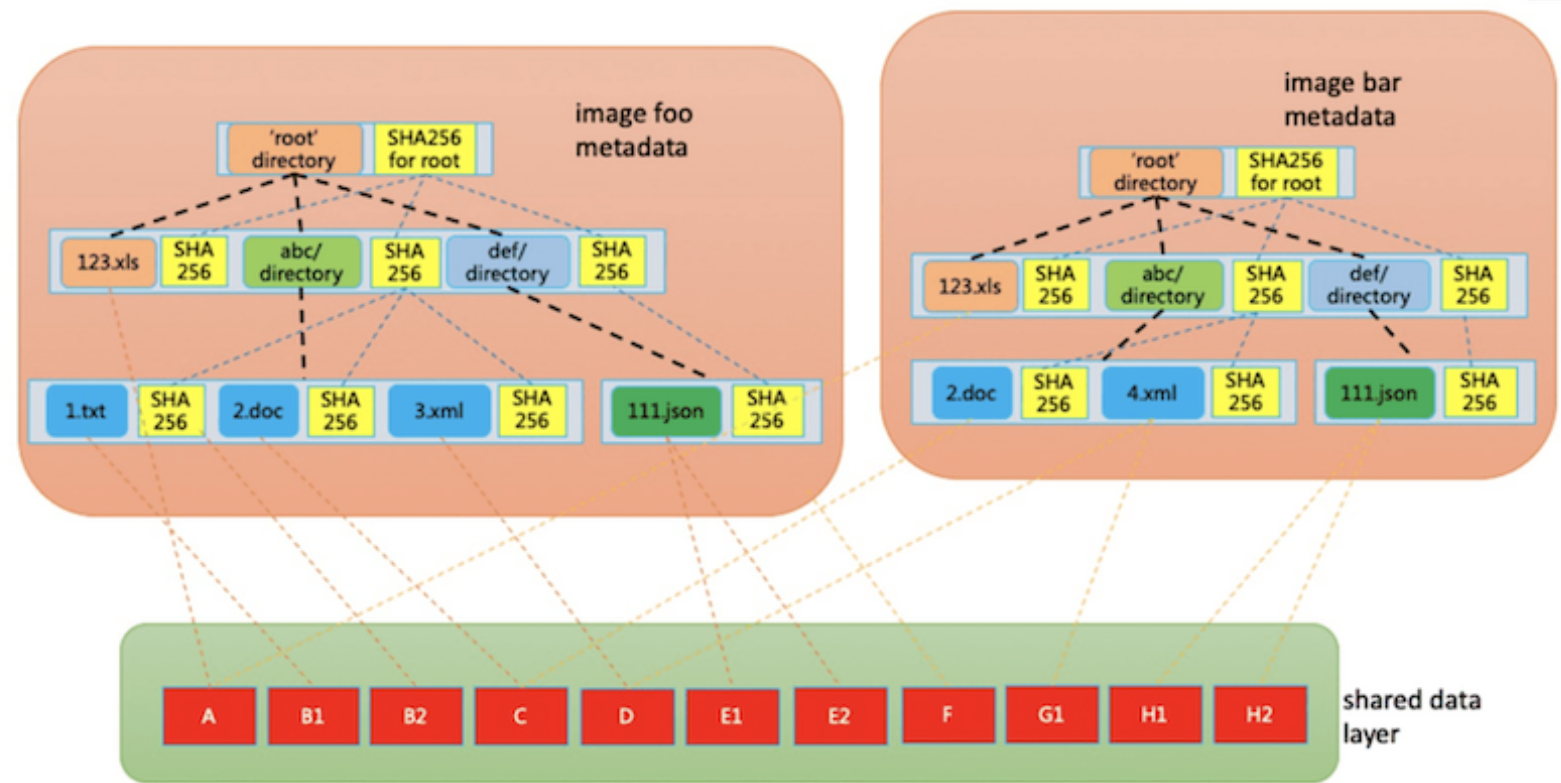 image foo
metadata
'root'
directory
SHA256
for root
123.xls
SHA
256
abc/
directory
SHA
256
def/
directory
SHA
256
1.txt
SHA
256
2.doc
SHA
256
3.xml
SHA
256
111.json
SHA
256
image bar
metadata
'root'
directory
SHA256
for root
123.xls
SHA
256
abc/
directory
SHA
256
def/
directory
SHA
256
2.doc
SHA
256
4.xml
SHA
256
111.json
SHA
256
A
B1
B2
C
D
E1
E2
F
G1
H1
H2
shared data
layer